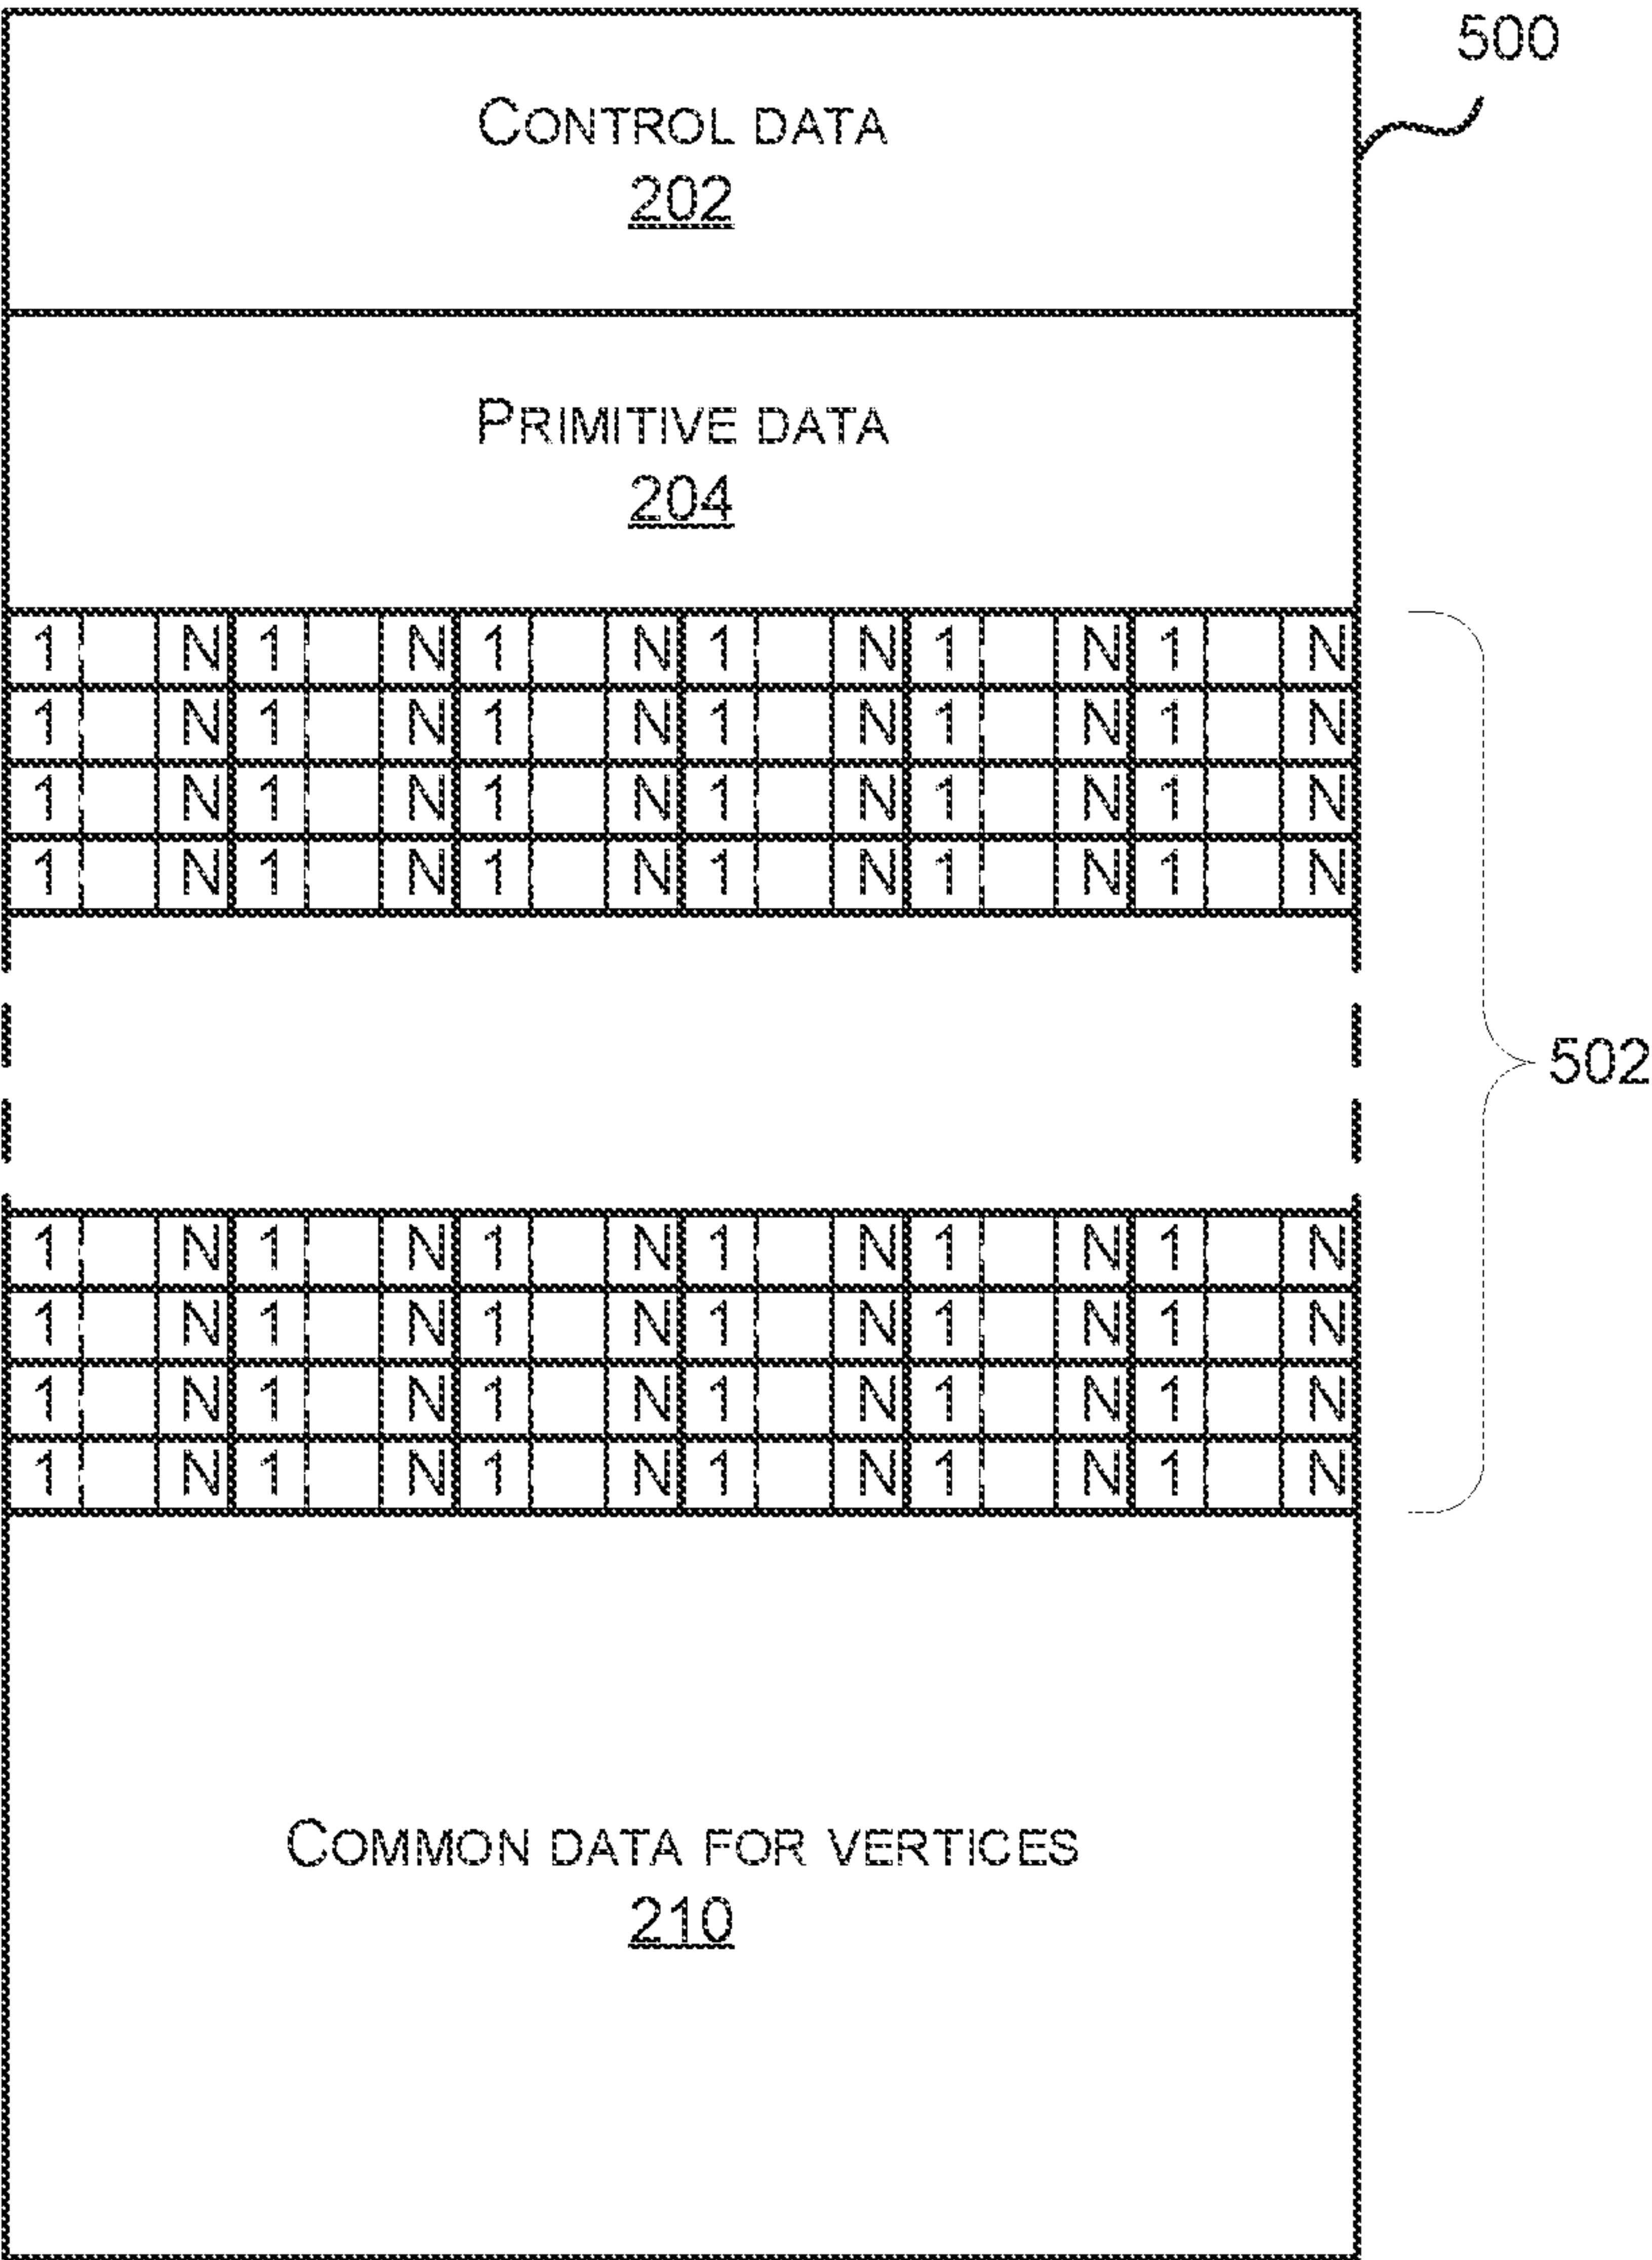 500
CONTROL DATA
202
PRIMITIVE DATA
204
1 N 1 N 1 N 1 N 1 N 1 N
1 N 1 N 1 N 1 N 1 N 1 N
1 N 1 N 1 N 1 N 1 N 1 N
1 N 1 N 1 N 1 N 1 N 1 N
502
1 N 1 N 1 N 1 N 1 N 1 N
1 N 1 N 1 N 1 N 1 N 1 N
1 N 1 N 1 N 1 N 1 N 1 N
1 N 1 N 1 N 1 N 1 N 1 N
COMMON DATA FOR VERTICES
210